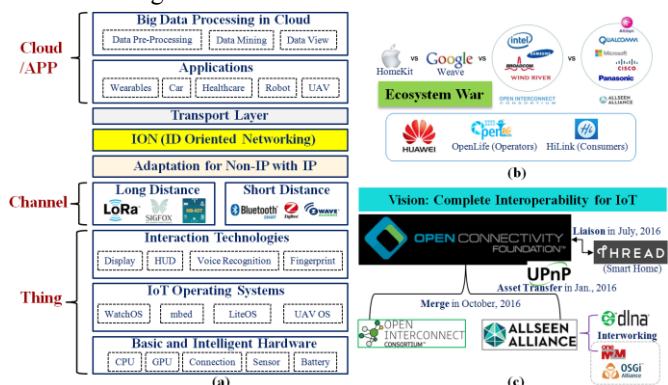 Big Data Processing in Cloud
Data Pre-Processing Data Mining Data View
Cloud
/APP
Applications
Wearables Car Healthcare Robot UAV
Transport Layer
ION (ID Oriented Networking)
Adaptation for Non-IP with IP
Channel
Long Distance
LoRa SIGFOX NB-IOT
Short Distance
Bluetooth SMART ZigBee WAVE
Thing
Interaction Technologies
Display HUD Voice Recognition Fingerprint
IoT Operating Systems
WatchOS mbed LiteOS UAV OS
Basic and Intelligent Hardware
CPU GPU Connection Sensor Battery
(a)
HomeKit
vs
Google
Weave
vs
intel
SAMSUNG
BROADCOM
WIND RIVER
OPEN INTERCONNECT
CONSORTIUM
vs
QUALCOMM
Microsoft
CISCO
Panasonic
ALLSEEN
ALLIANCE
Ecosystem War
HUAWEI
OpenLife (Operators)
HiLink (Consumers)
(b)
Vision: Complete Interoperability for IoT
OPEN CONNECTIVITY
FOUNDATION
Liaison in July, 2016
THREAD
(Smart Home)
UPnP
Asset Transfer in Jan., 2016
Merge in October, 2016
OPEN
INTERCONNECT
CONSORTIUM
ALLSEEN
ALLIANCE
dlna
Interworking
one M2M
OSGi
Alliance
(c)